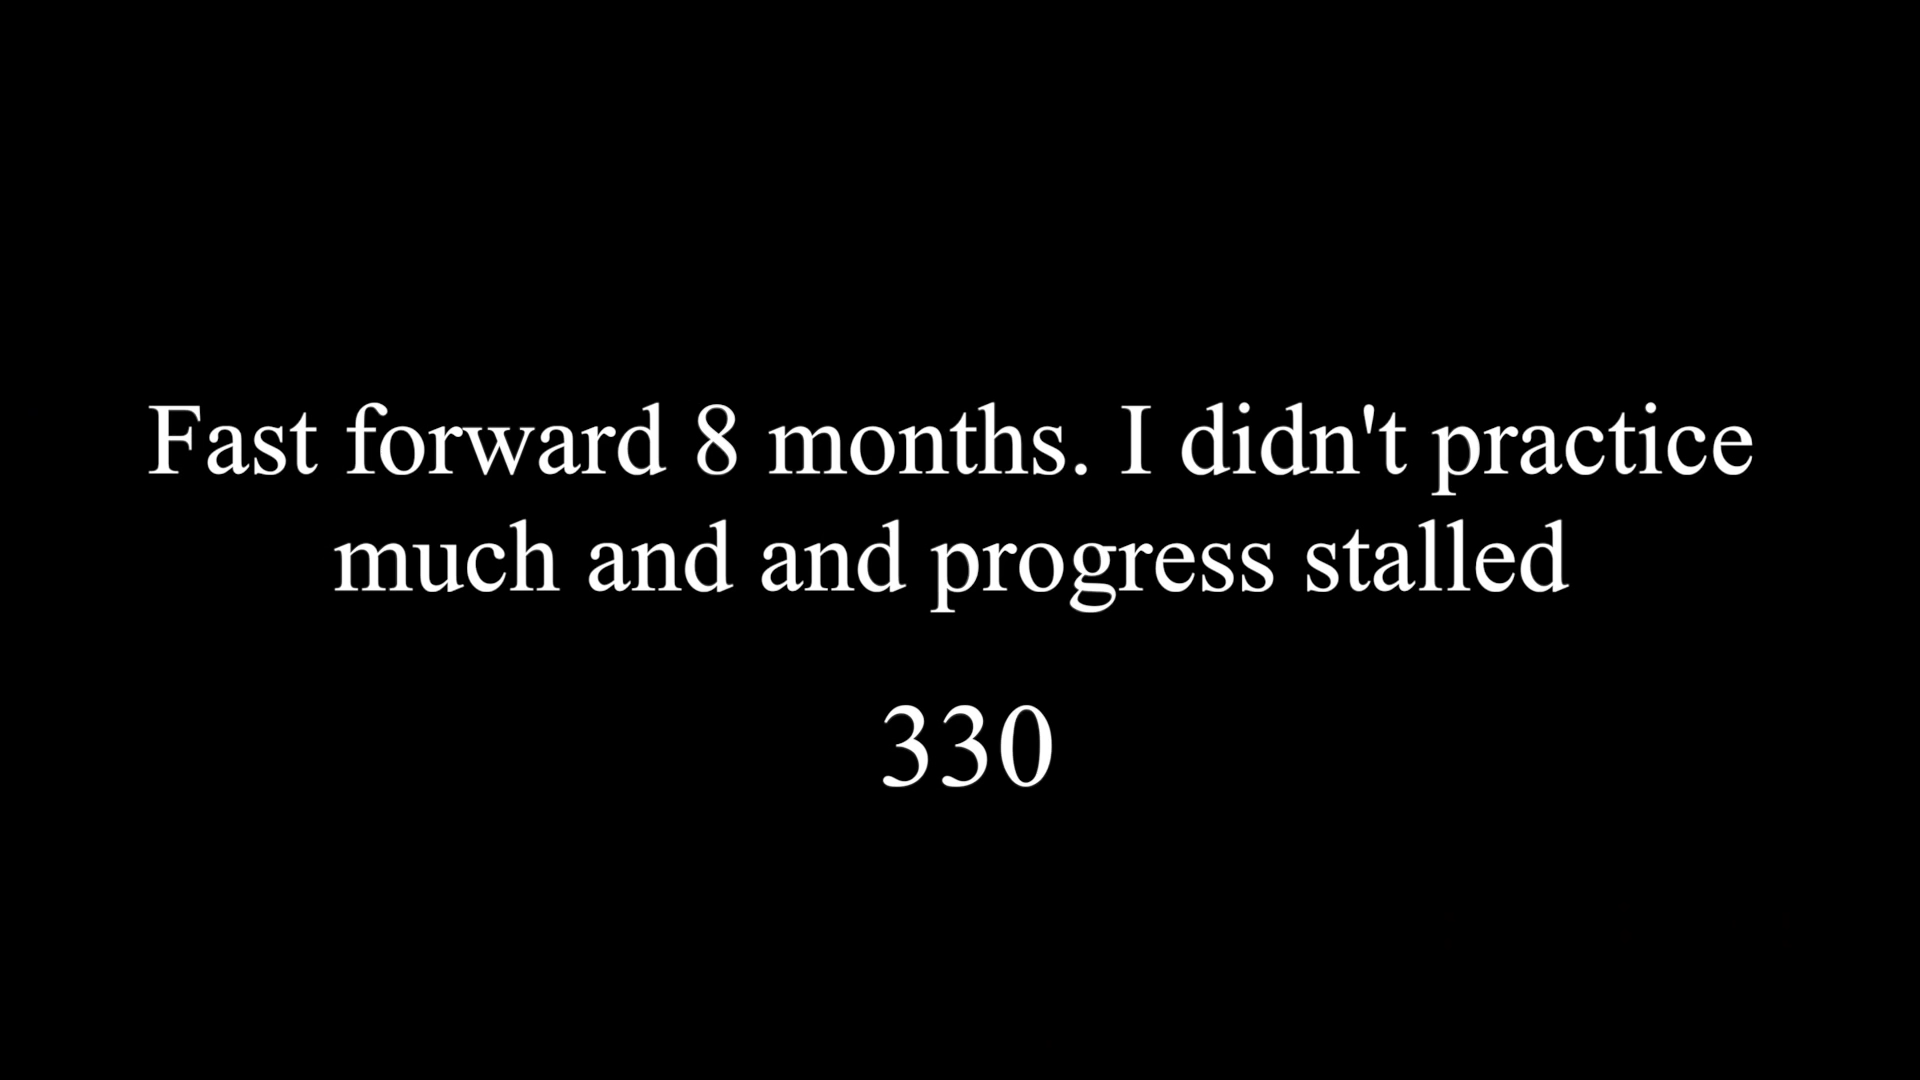 Fast forward 8 months. I didn't practice
much and and progress stalled
330